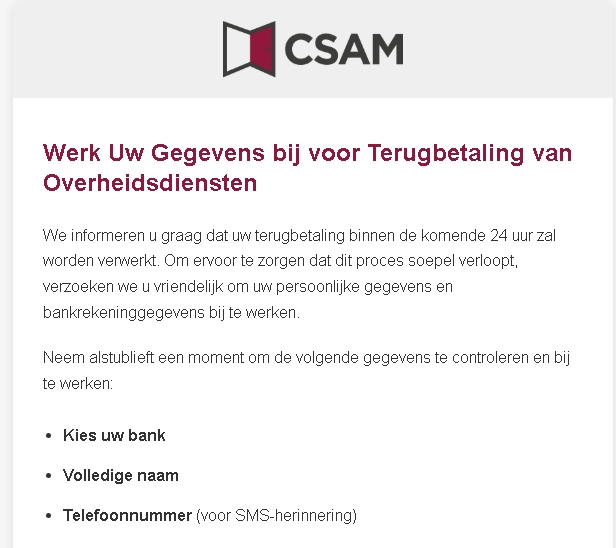 CSAM
Werk Uw Gegevens bij voor Terugbetaling van
Overheidsdiensten
We informeren u graag dat uw terugbetaling binnen de komende 24 uur zal
worden verwerkt. Om ervoor te zorgen dat dit proces soepel verloopt,
verzoeken we u vriendelijk om uw persoonlijke gegevens en
bankrekeninggegevens bij te werken.
Neem alstublieft een moment om de volgende gegevens te controleren en bij
te werken:
• Kies uw bank
• Volledige naam
• Telefoonnummer (voor SMS-herinnering)